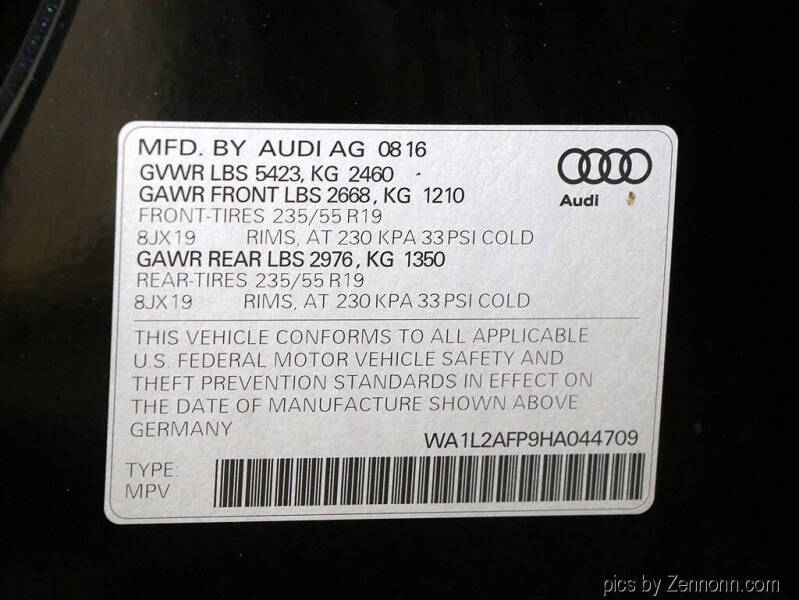 MFD. BY AUDI AG 08 16
GVWR LBS 5423, KG 2460
GAWR FRONT LBS 2668, KG 1210
FRONT-TIRES 235/55 R19
8JX19 RIMS, AT 230 KPA 33 PSI COLD
GAWR REAR LBS 2976, KG 1350
REAR-TIRES 235/55 R19
8JX19 RIMS, AT 230 KPA 33 PSI COLD
Audi
THIS VEHICLE CONFORMS TO ALL APPLICABLE
U.S. FEDERAL MOTOR VEHICLE SAFETY AND
THEFT PREVENTION STANDARDS IN EFFECT ON
THE DATE OF MANUFACTURE SHOWN ABOVE
GERMANY WA1L2AFP9HA044709
TYPE:
MPV
pics by Zennonn.com